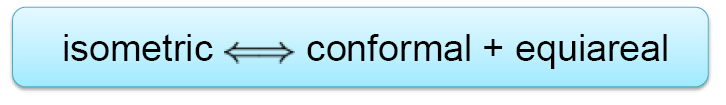 isometric ⟺ conformal + equiareal